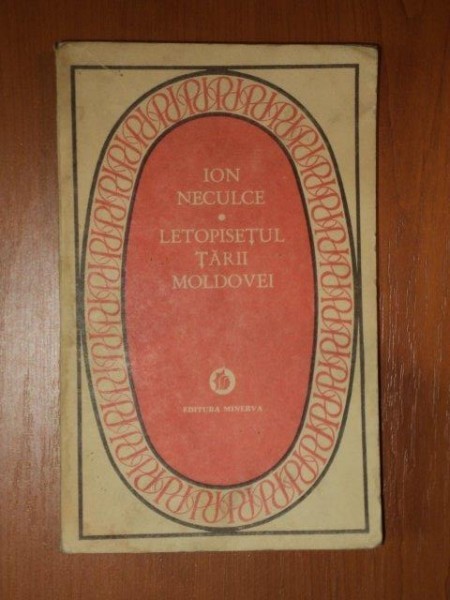 ION
NECULCE
•
LETOPISEȚUL
ȚĂRII
MOLDOVEI
EDITURA MINERVA